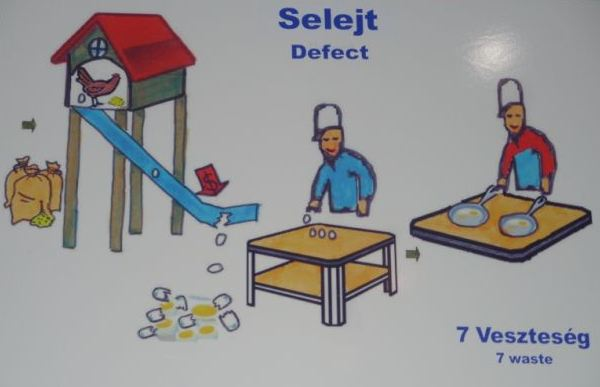 Selejt
Defect
$
7 Veszteség
7 waste